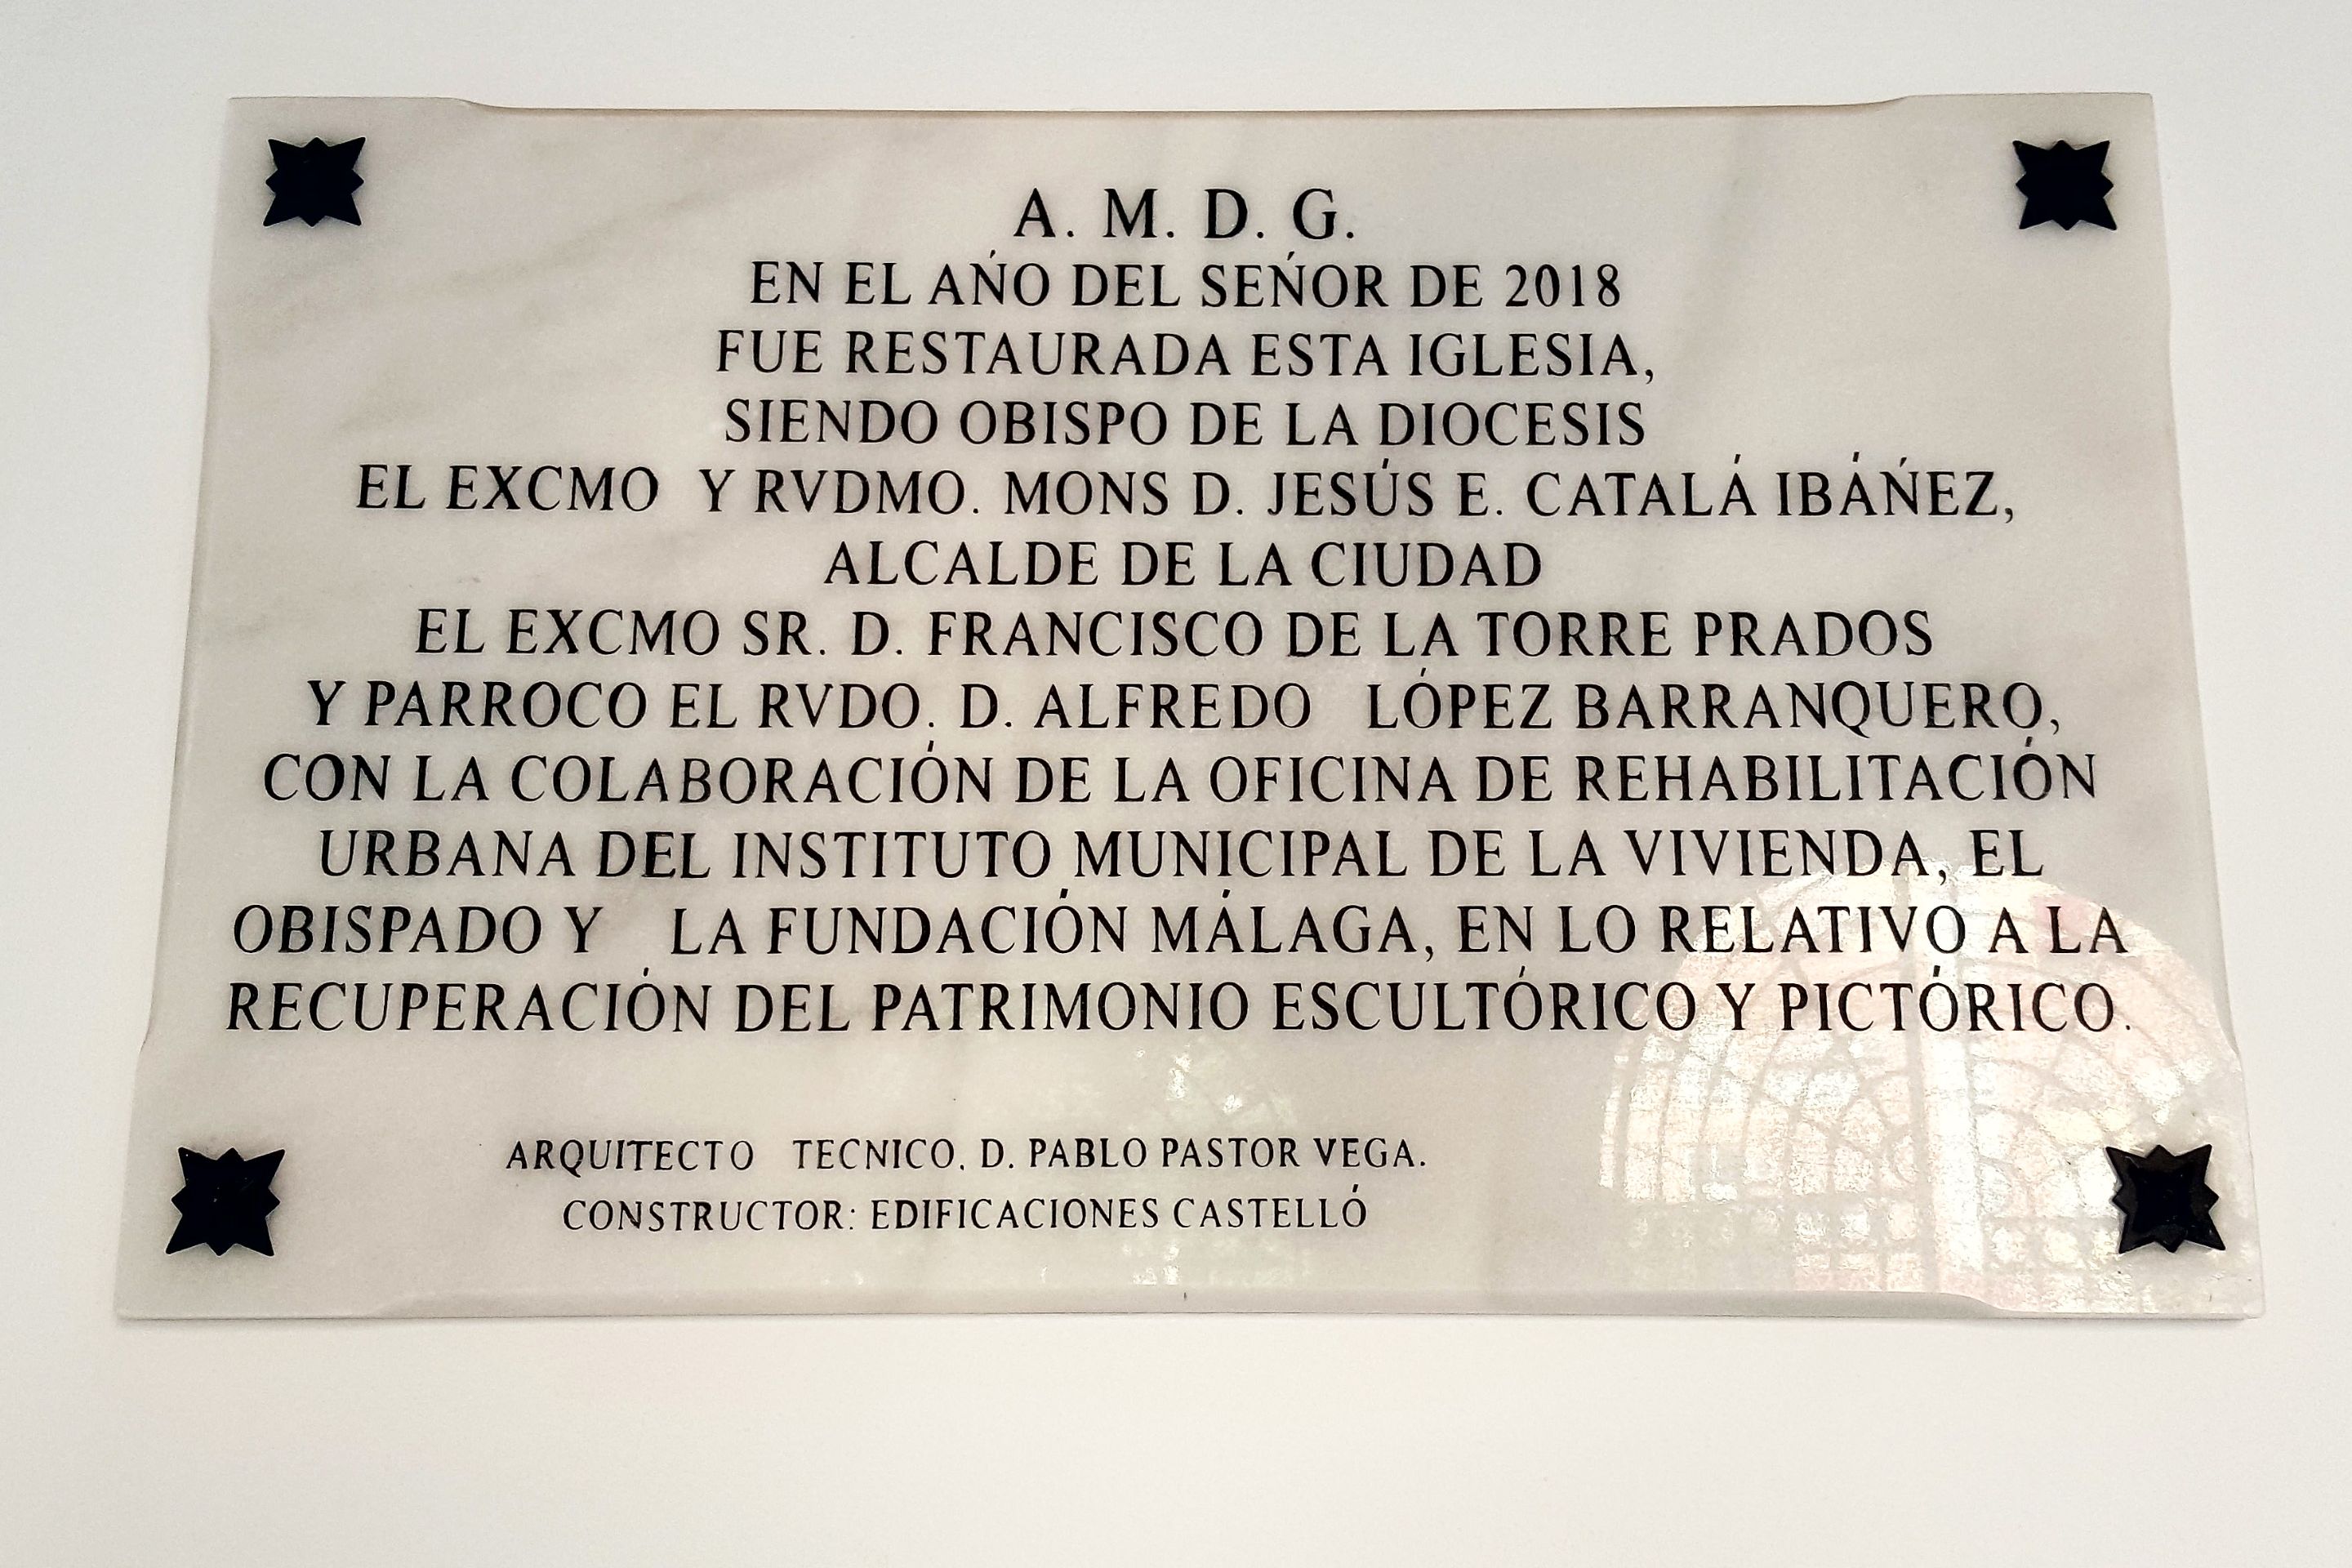 A. M. D. G.
EN EL AÑO DEL SEÑOR DE 2018
FUE RESTAURADA ESTA IGLESIA,
SIENDO OBISPO DE LA DIOCESIS
EL EXCMO Y RVDMO. MONS D. JESÚS E. CATALÁ IBÁÑEZ,
ALCALDE DE LA CIUDAD
EL EXCMO SR. D. FRANCISCO DE LA TORRE PRADOS
Y PARROCO EL RVDO. D. ALFREDO LÓPEZ BARRANQUERO,
CON LA COLABORACIÓN DE LA OFICINA DE REHABILITACIÓN
URBANA DEL INSTITUTO MUNICIPAL DE LA VIVIENDA, EL
OBISPADO Y LA FUNDACIÓN MÁLAGA, EN LO RELATIVO A LA
RECUPERACIÓN DEL PATRIMONIO ESCULTÓRICO Y PICTÓRICO.
ARQUITECTO TECNICO. D. PABLO PASTOR VEGA.
CONSTRUCTOR: EDIFICACIONES CASTELLÓ